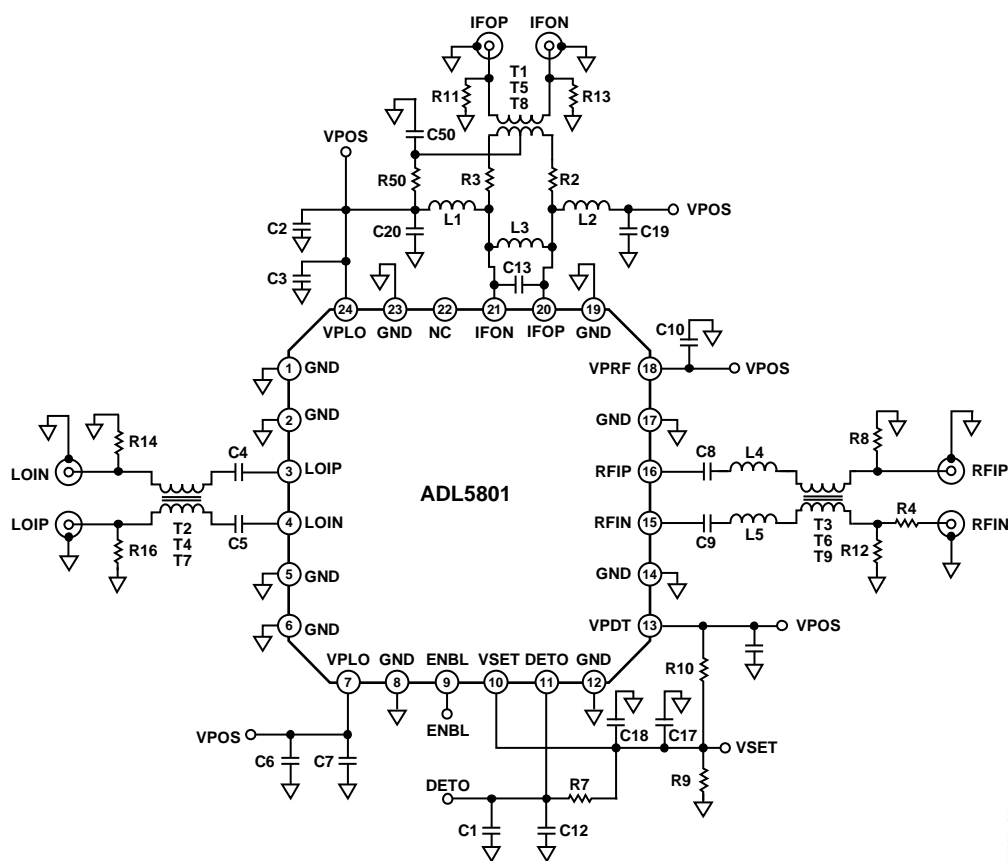 IFOP IFON
T1
T5
T8
R11 R13
C50
VPOS
R50 R3 R2
L1 L2 VPOS
C2 C20 L3 C19
C3 C13
24 23 22 21 20 19
VPLO GND NC IFON IFOP GND
C10
1 GND
VPRF 18 VPOS
2 GND
GND 17
R14 C4
R8
C8 L4
LOIN 3 LOIP
RFIP 16 RFIP
ADL5801
LOIP 4 LOIN
RFIN 15 RFIN
R4
R16 C5
C9 L5 R12
T2
T4
T7
T3
T6
T9
5 GND
GND 14
6 GND
VPDT 13 VPOS
VPLO GND ENBL VSET DETO GND
7 8 9 10 11 12
R10
ENBL
C18 C17
VPOS
VSET
C6 C7
R7 R9
DETO
C1 C12